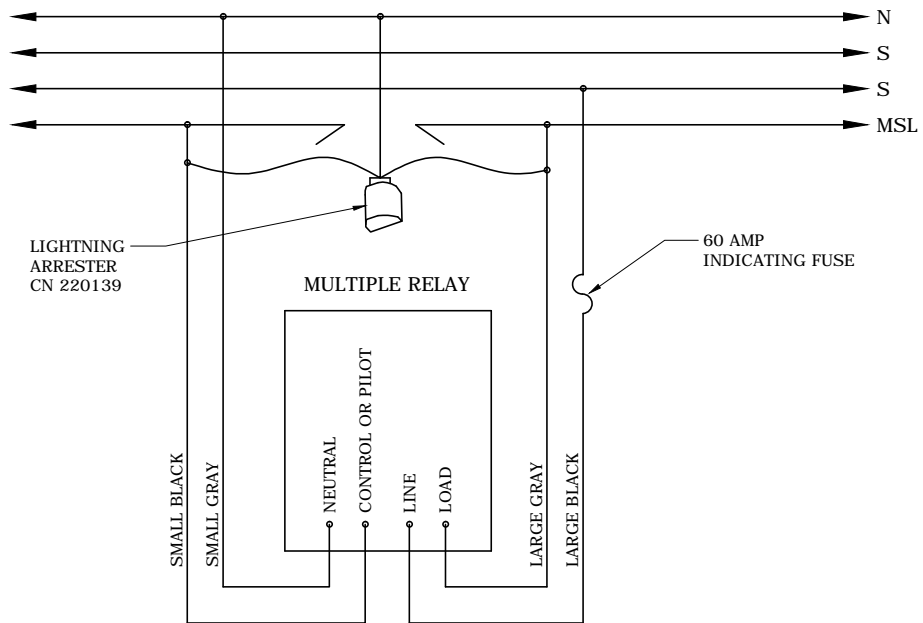 N
S
S
MSL
LIGHTNING
ARRESTER
CN 220139
60 AMP
INDICATING FUSE
MULTIPLE RELAY
SMALL BLACK
SMALL GRAY
NEUTRAL
CONTROL OR PILOT
LINE
LOAD
LARGE GRAY
LARGE BLACK